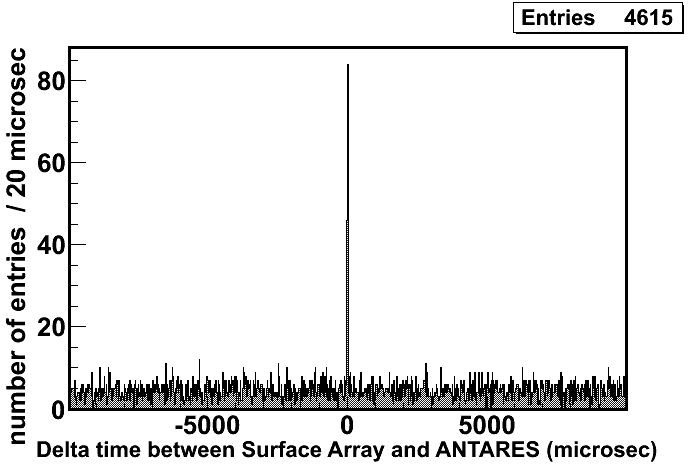 Entries 4615
number of entries / 20 microsec
80
60
40
20
0
-5000 0 5000
Delta time between Surface Array and ANTARES (microsec)